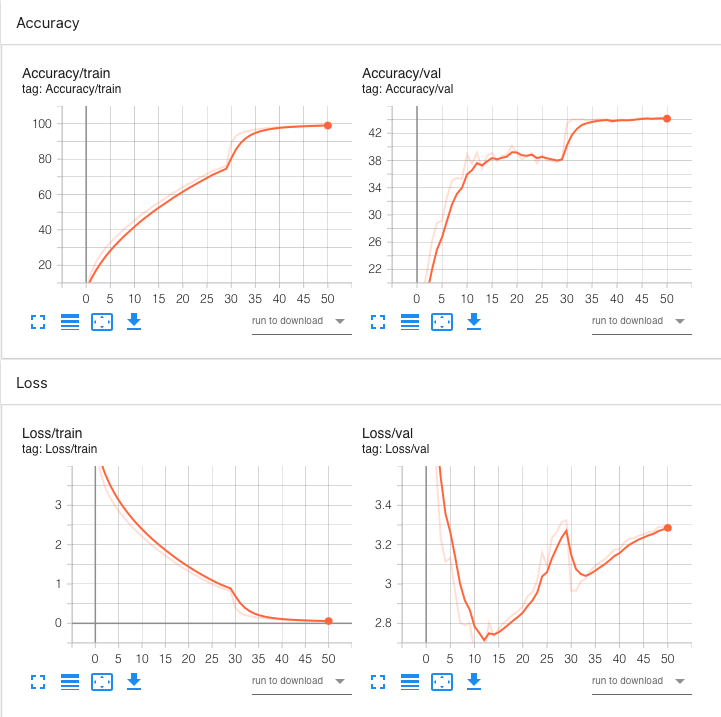 Accuracy
Accuracy/train
tag: Accuracy/train
100
80
60
40
20
0 5 10 15 20 25 30 35 40 45 50
run to download
Accuracy/val
tag: Accuracy/val
42
38
34
30
26
22
0 5 10 15 20 25 30 35 40 45 50
run to download
Loss
Loss/train
tag: Loss/train
3
2
1
0
0 5 10 15 20 25 30 35 40 45 50
run to download
Loss/val
tag: Loss/val
3.4
3.2
3
2.8
0 5 10 15 20 25 30 35 40 45 50
run to download